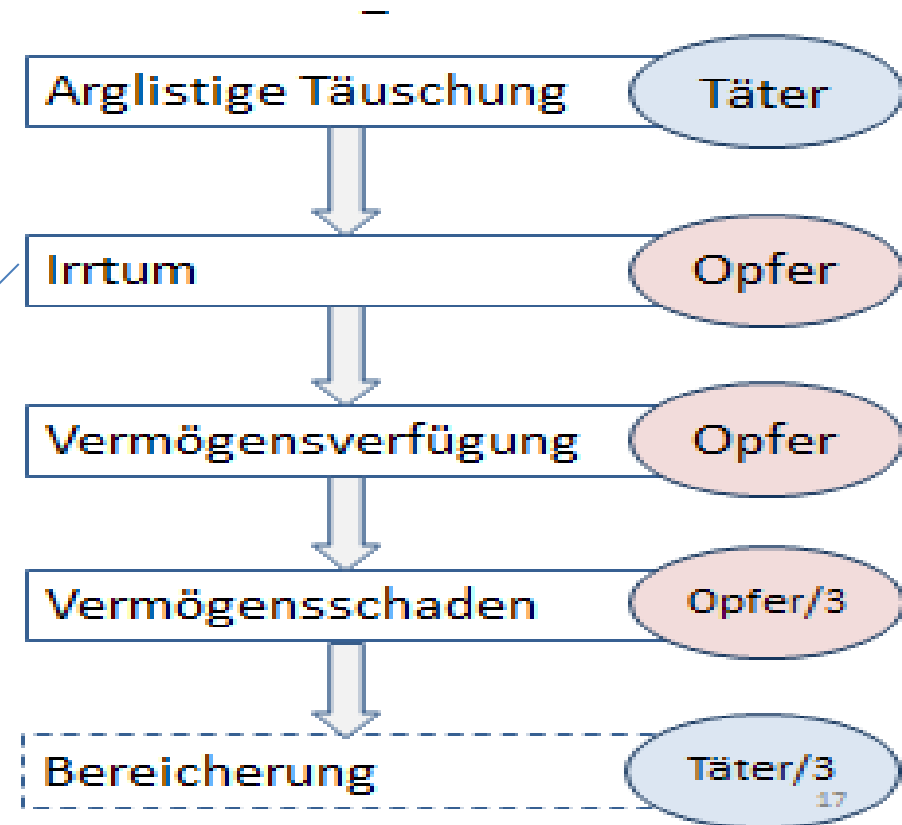 Arglistige Täuschung Täter
Irrtum Opfer
Vermögensverfügung Opfer
Vermögensschaden Opfer/3
Bereicherung Täter/3
17